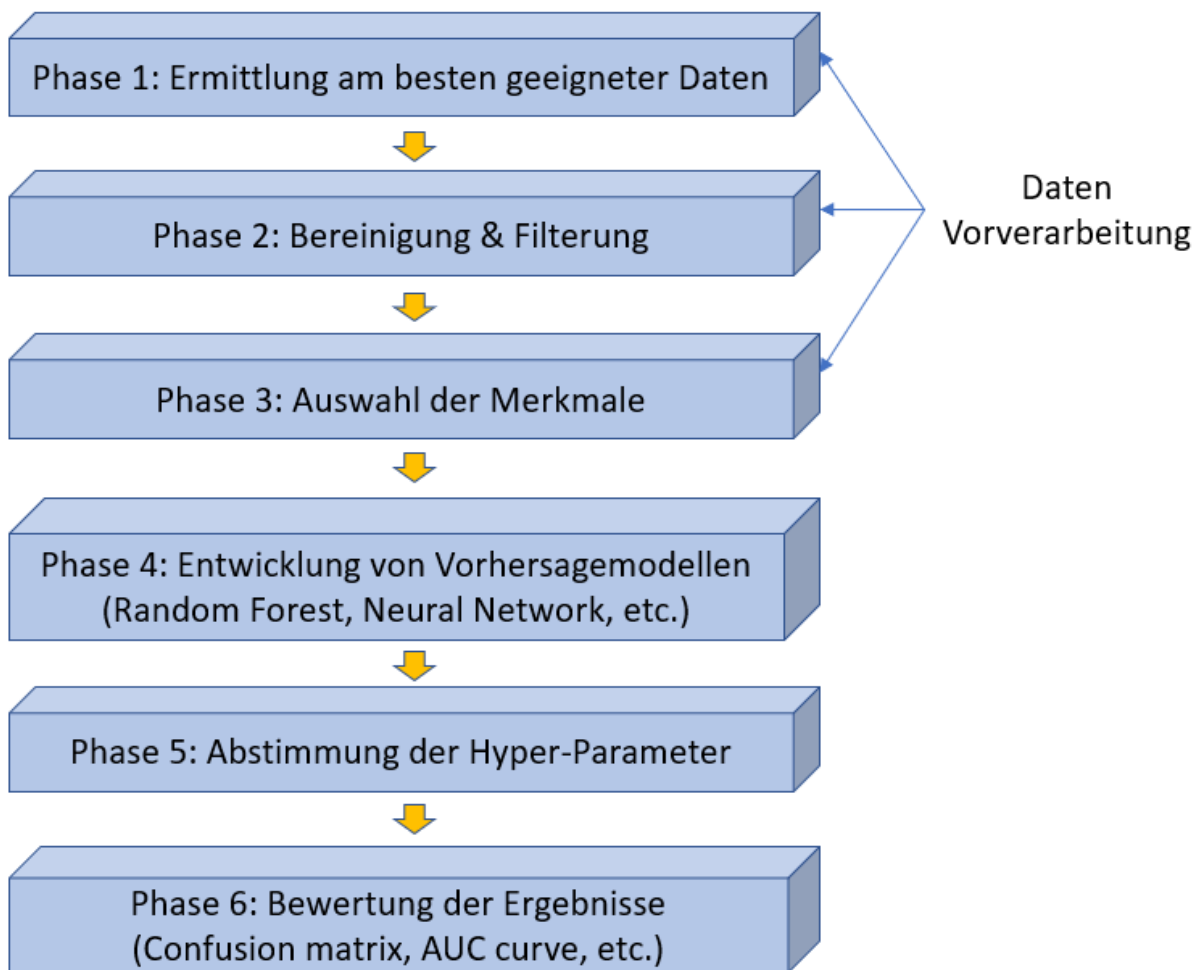 Phase 1: Ermittlung am besten geeigneter Daten
Phase 2: Bereinigung & Filterung
Daten
Vorverarbeitung
Phase 3: Auswahl der Merkmale
Phase 4: Entwicklung von Vorhersagemodellen
(Random Forest, Neural Network, etc.)
Phase 5: Abstimmung der Hyper-Parameter
Phase 6: Bewertung der Ergebnisse
(Confusion matrix, AUC curve, etc.)